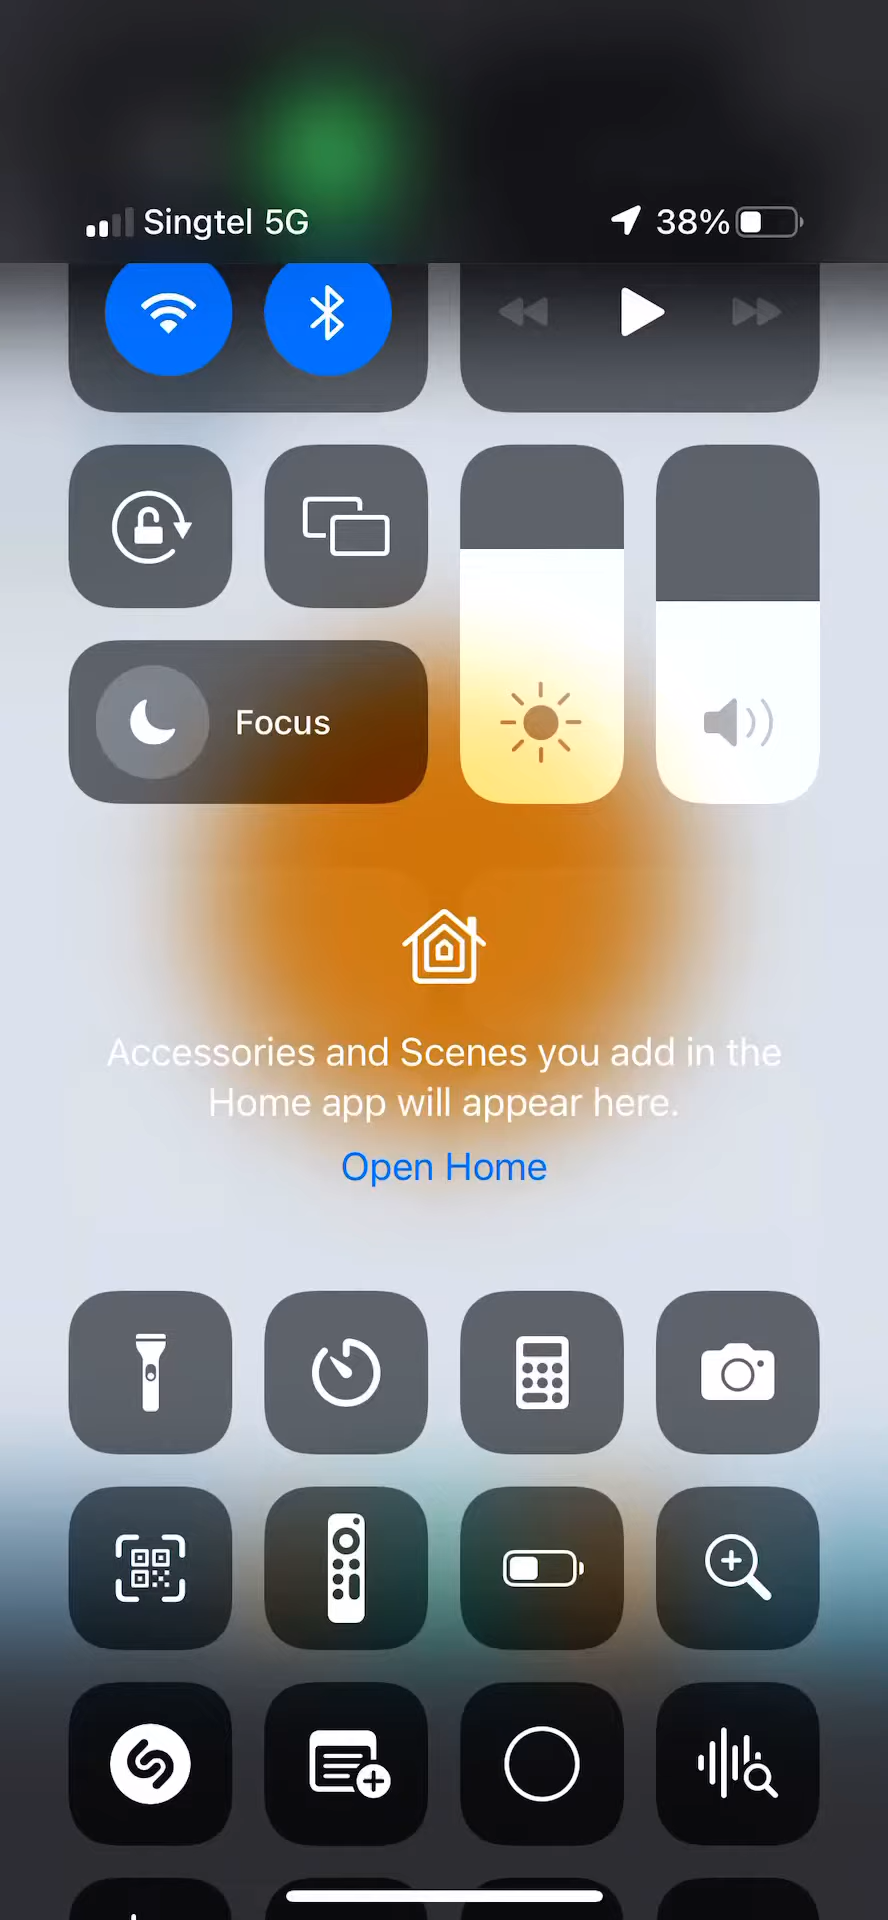 Singtel 5G 38%
Focus
Accessories and Scenes you add in the
Home app will appear here.
Open Home